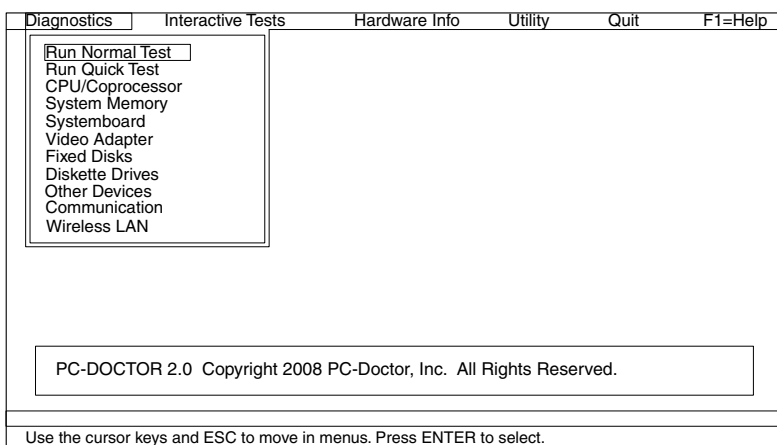 Diagnostics Interactive Tests Hardware Info Utility Quit F1=Help
Run Normal Test
Run Quick Test
CPU/Coprocessor
System Memory
Systemboard
Video Adapter
Fixed Disks
Diskette Drives
Other Devices
Communication
Wireless LAN
PC-DOCTOR 2.0 Copyright 2008 PC-Doctor, Inc. All Rights Reserved.
Use the cursor keys and ESC to move in menus. Press ENTER to select.